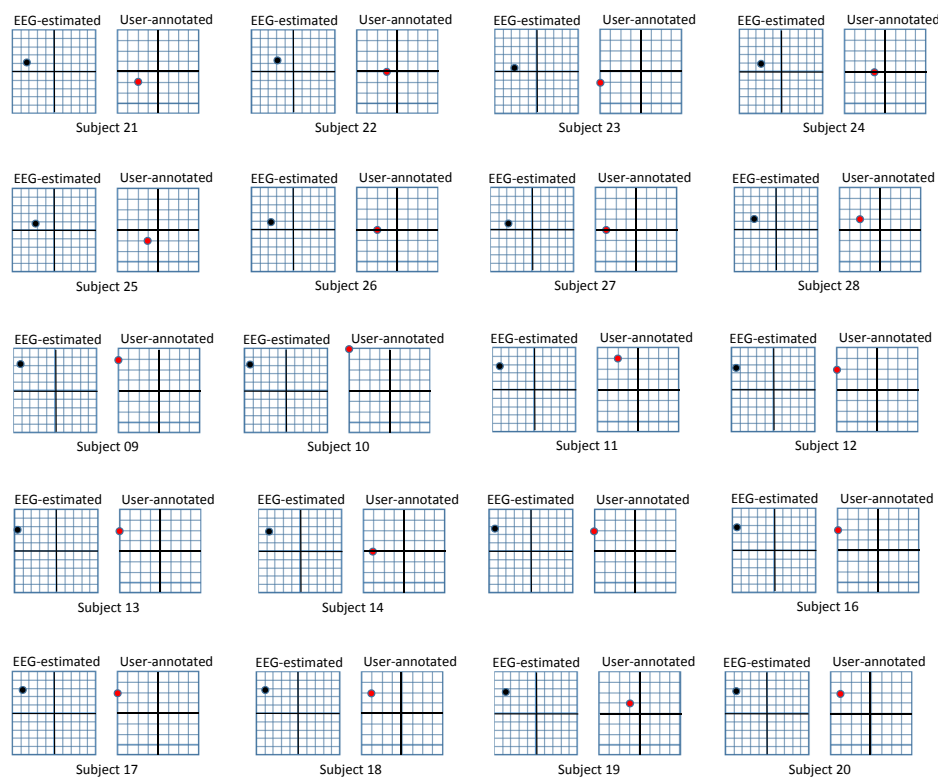 EEG-estimated User-annotated EEG-estimated User-annotated EEG-estimated User-annotated EEG-estimated User-annotated
Subject 21 Subject 22 Subject 23 Subject 24
EEG-estimated User-annotated EEG-estimated User-annotated EEG-estimated User-annotated EEG-estimated User-annotated
Subject 25 Subject 26 Subject 27 Subject 28
EEG-estimated User-annotated EEG-estimated User-annotated EEG-estimated User-annotated EEG-estimated User-annotated
Subject 09 Subject 10 Subject 11 Subject 12
EEG-estimated User-annotated EEG-estimated User-annotated EEG-estimated User-annotated EEG-estimated User-annotated
Subject 13 Subject 14 Subject 16
EEG-estimated User-annotated EEG-estimated User-annotated EEG-estimated User-annotated EEG-estimated User-annotated
Subject 17 Subject 18 Subject 19 Subject 20